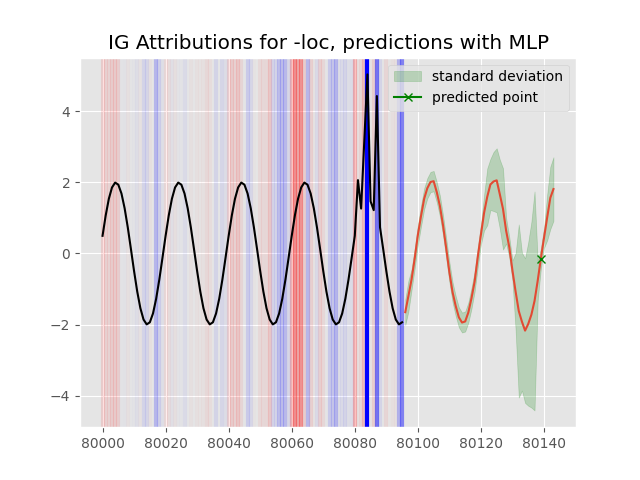 IG Attributions for -loc, predictions with MLP
standard deviation
predicted point
4
2
0
−2
−4
80000 80020 80040 80060 80080 80100 80120 80140